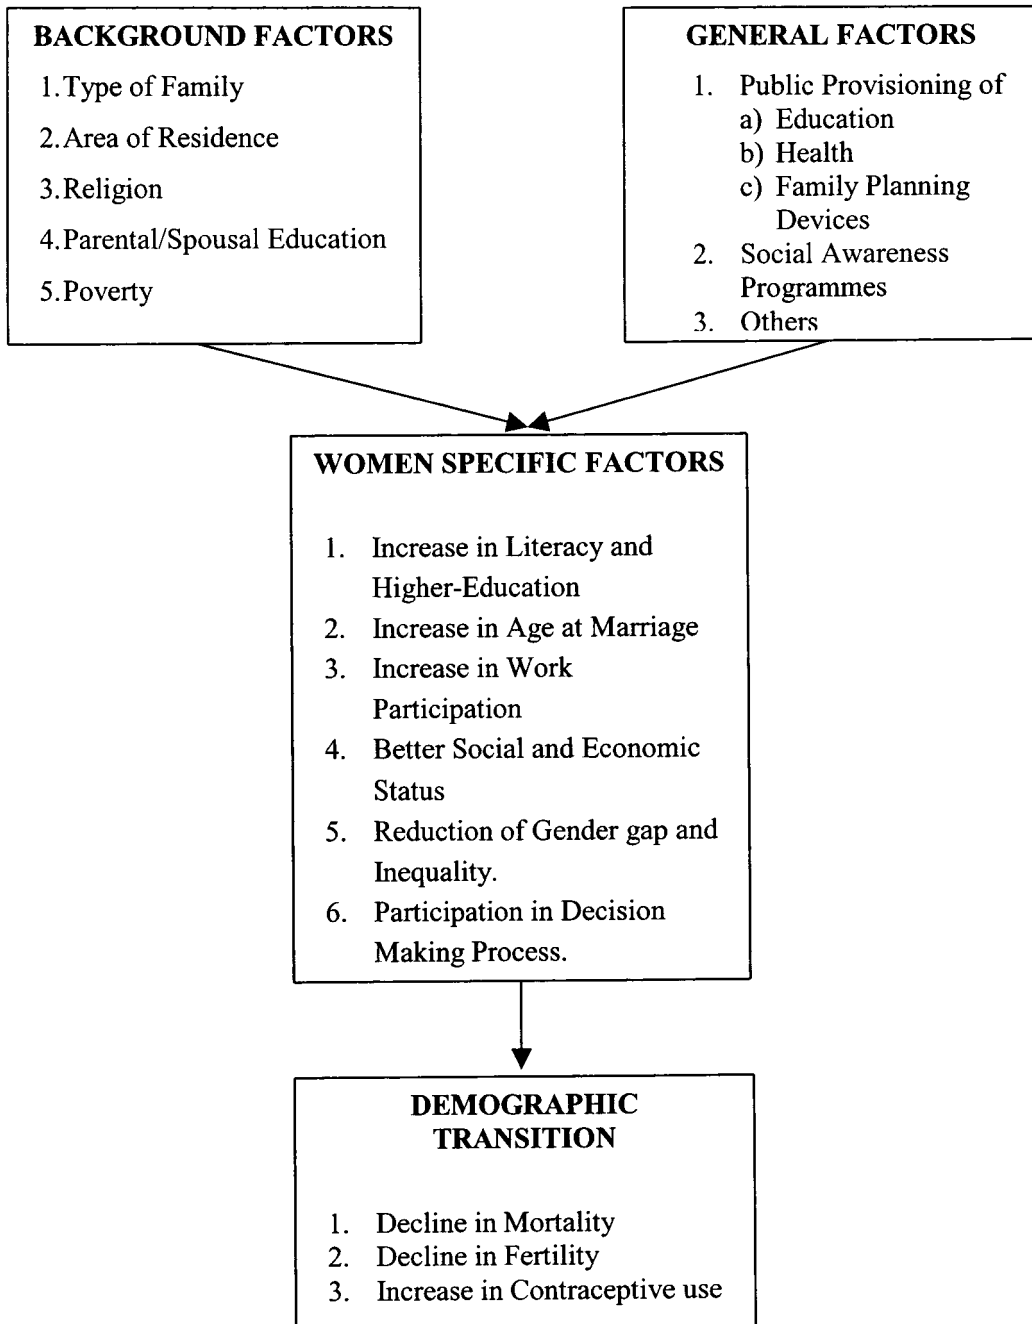 BACKGROUND FACTORS
1.Type of Family
2.Area of Residence
3.Religion
4.Parental/Spousal Education
5.Poverty
GENERAL FACTORS
1. Public Provisioning of
a) Education
b) Health
c) Family Planning
Devices
2. Social Awareness
Programmes
3. Others
WOMEN SPECIFIC FACTORS
1. Increase in Literacy and
Higher-Education
2. Increase in Age at Marriage
3. Increase in Work
Participation
4. Better Social and Economic
Status
5. Reduction of Gender gap and
Inequality.
6. Participation in Decision
Making Process.
DEMOGRAPHIC
TRANSITION
1. Decline in Mortality
2. Decline in Fertility
3. Increase in Contraceptive use